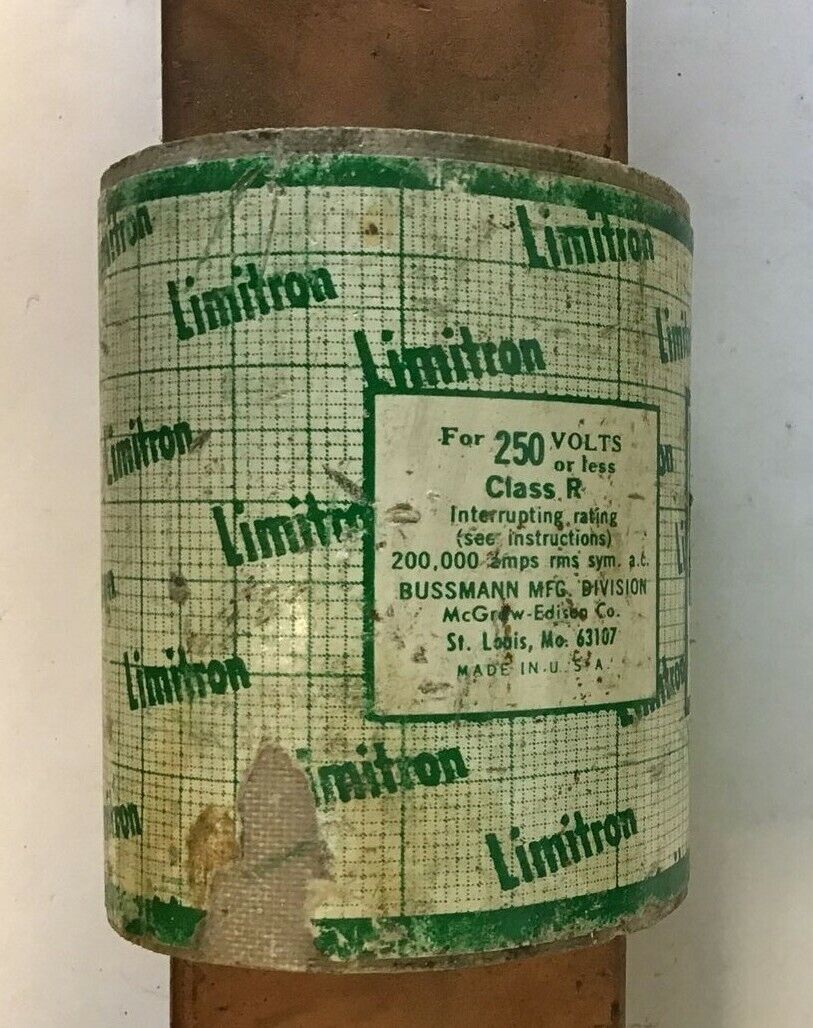 Limitron
Limitron
Limitron
Limitron
For 250 VOLTS
or less
Class R
Interrupting rating
(see instructions)
200,000 amps rms sym. a.c.
BUSSMANN MFG. DIVISION
McGraw-Edison Co.
St. Louis, Mo. 63107
MADE IN U.S.A.
Limitron
Limitron
imitron
Limitron